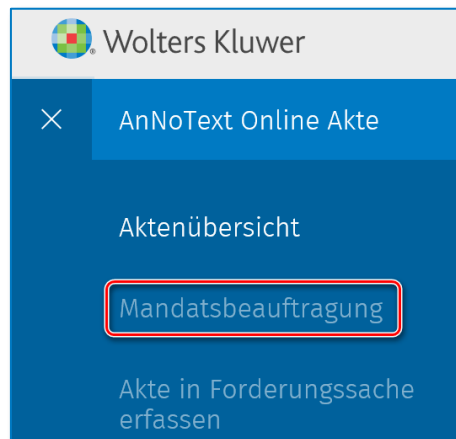 Wolters Kluwer
AnNoText Online Akte
Aktenübersicht
Mandatsbeauftragung
Akte in Forderungssache
erfassen